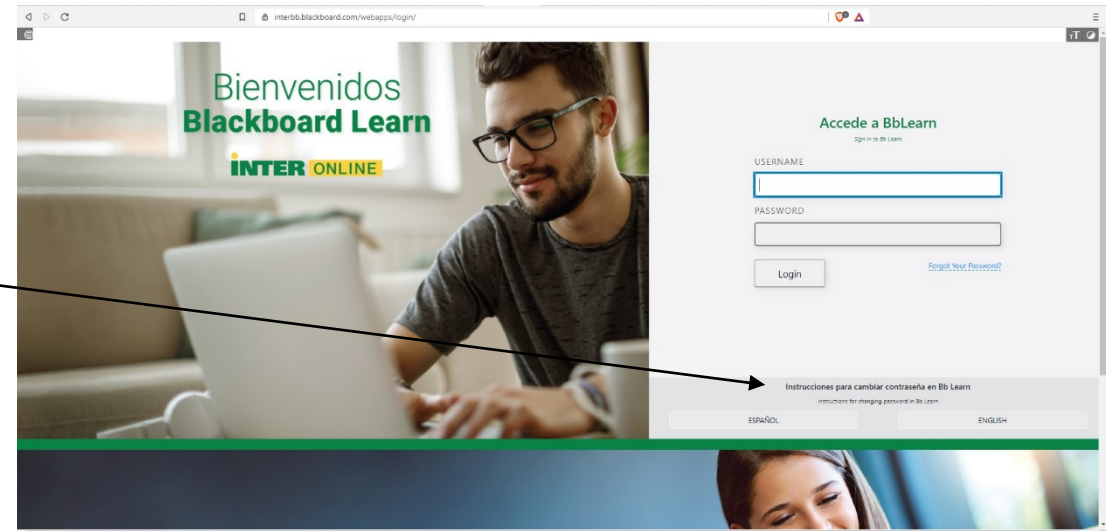 interbb.blackboard.com/webapps/login/
Bienvenidos
Blackboard Learn
INTER ONLINE
Accede a BbLearn
Sign in to Bb Learn
USERNAME
PASSWORD
Login
Forgot Your Password?
Instrucciones para cambiar contraseña en Bb Learn
Instructions for changing password in Bb Learn
ESPAÑOL
ENGLISH